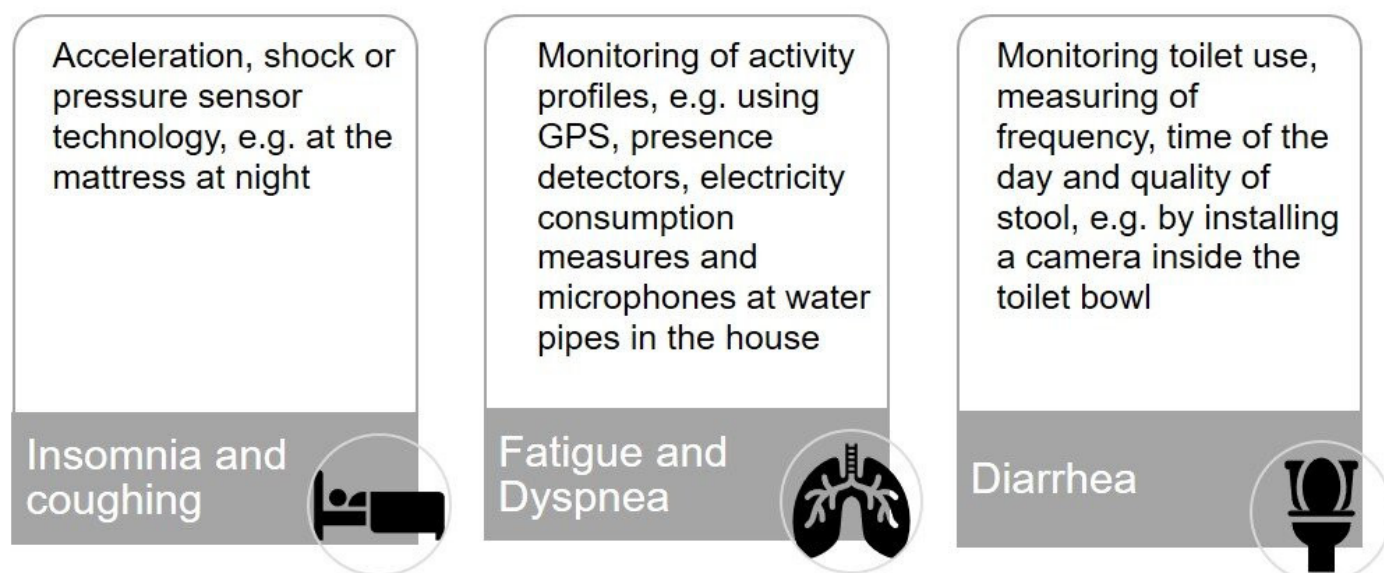 Acceleration, shock or
pressure sensor
technology, e.g. at the
mattress at night
Insomnia and
coughing
Monitoring of activity
profiles, e.g. using
GPS, presence
detectors, electricity
consumption
measures and
microphones at water
pipes in the house
Fatigue and
Dyspnea
Monitoring toilet use,
measuring of
frequency, time of the
day and quality of
stool, e.g. by installing
a camera inside the
toilet bowl
Diarrhea